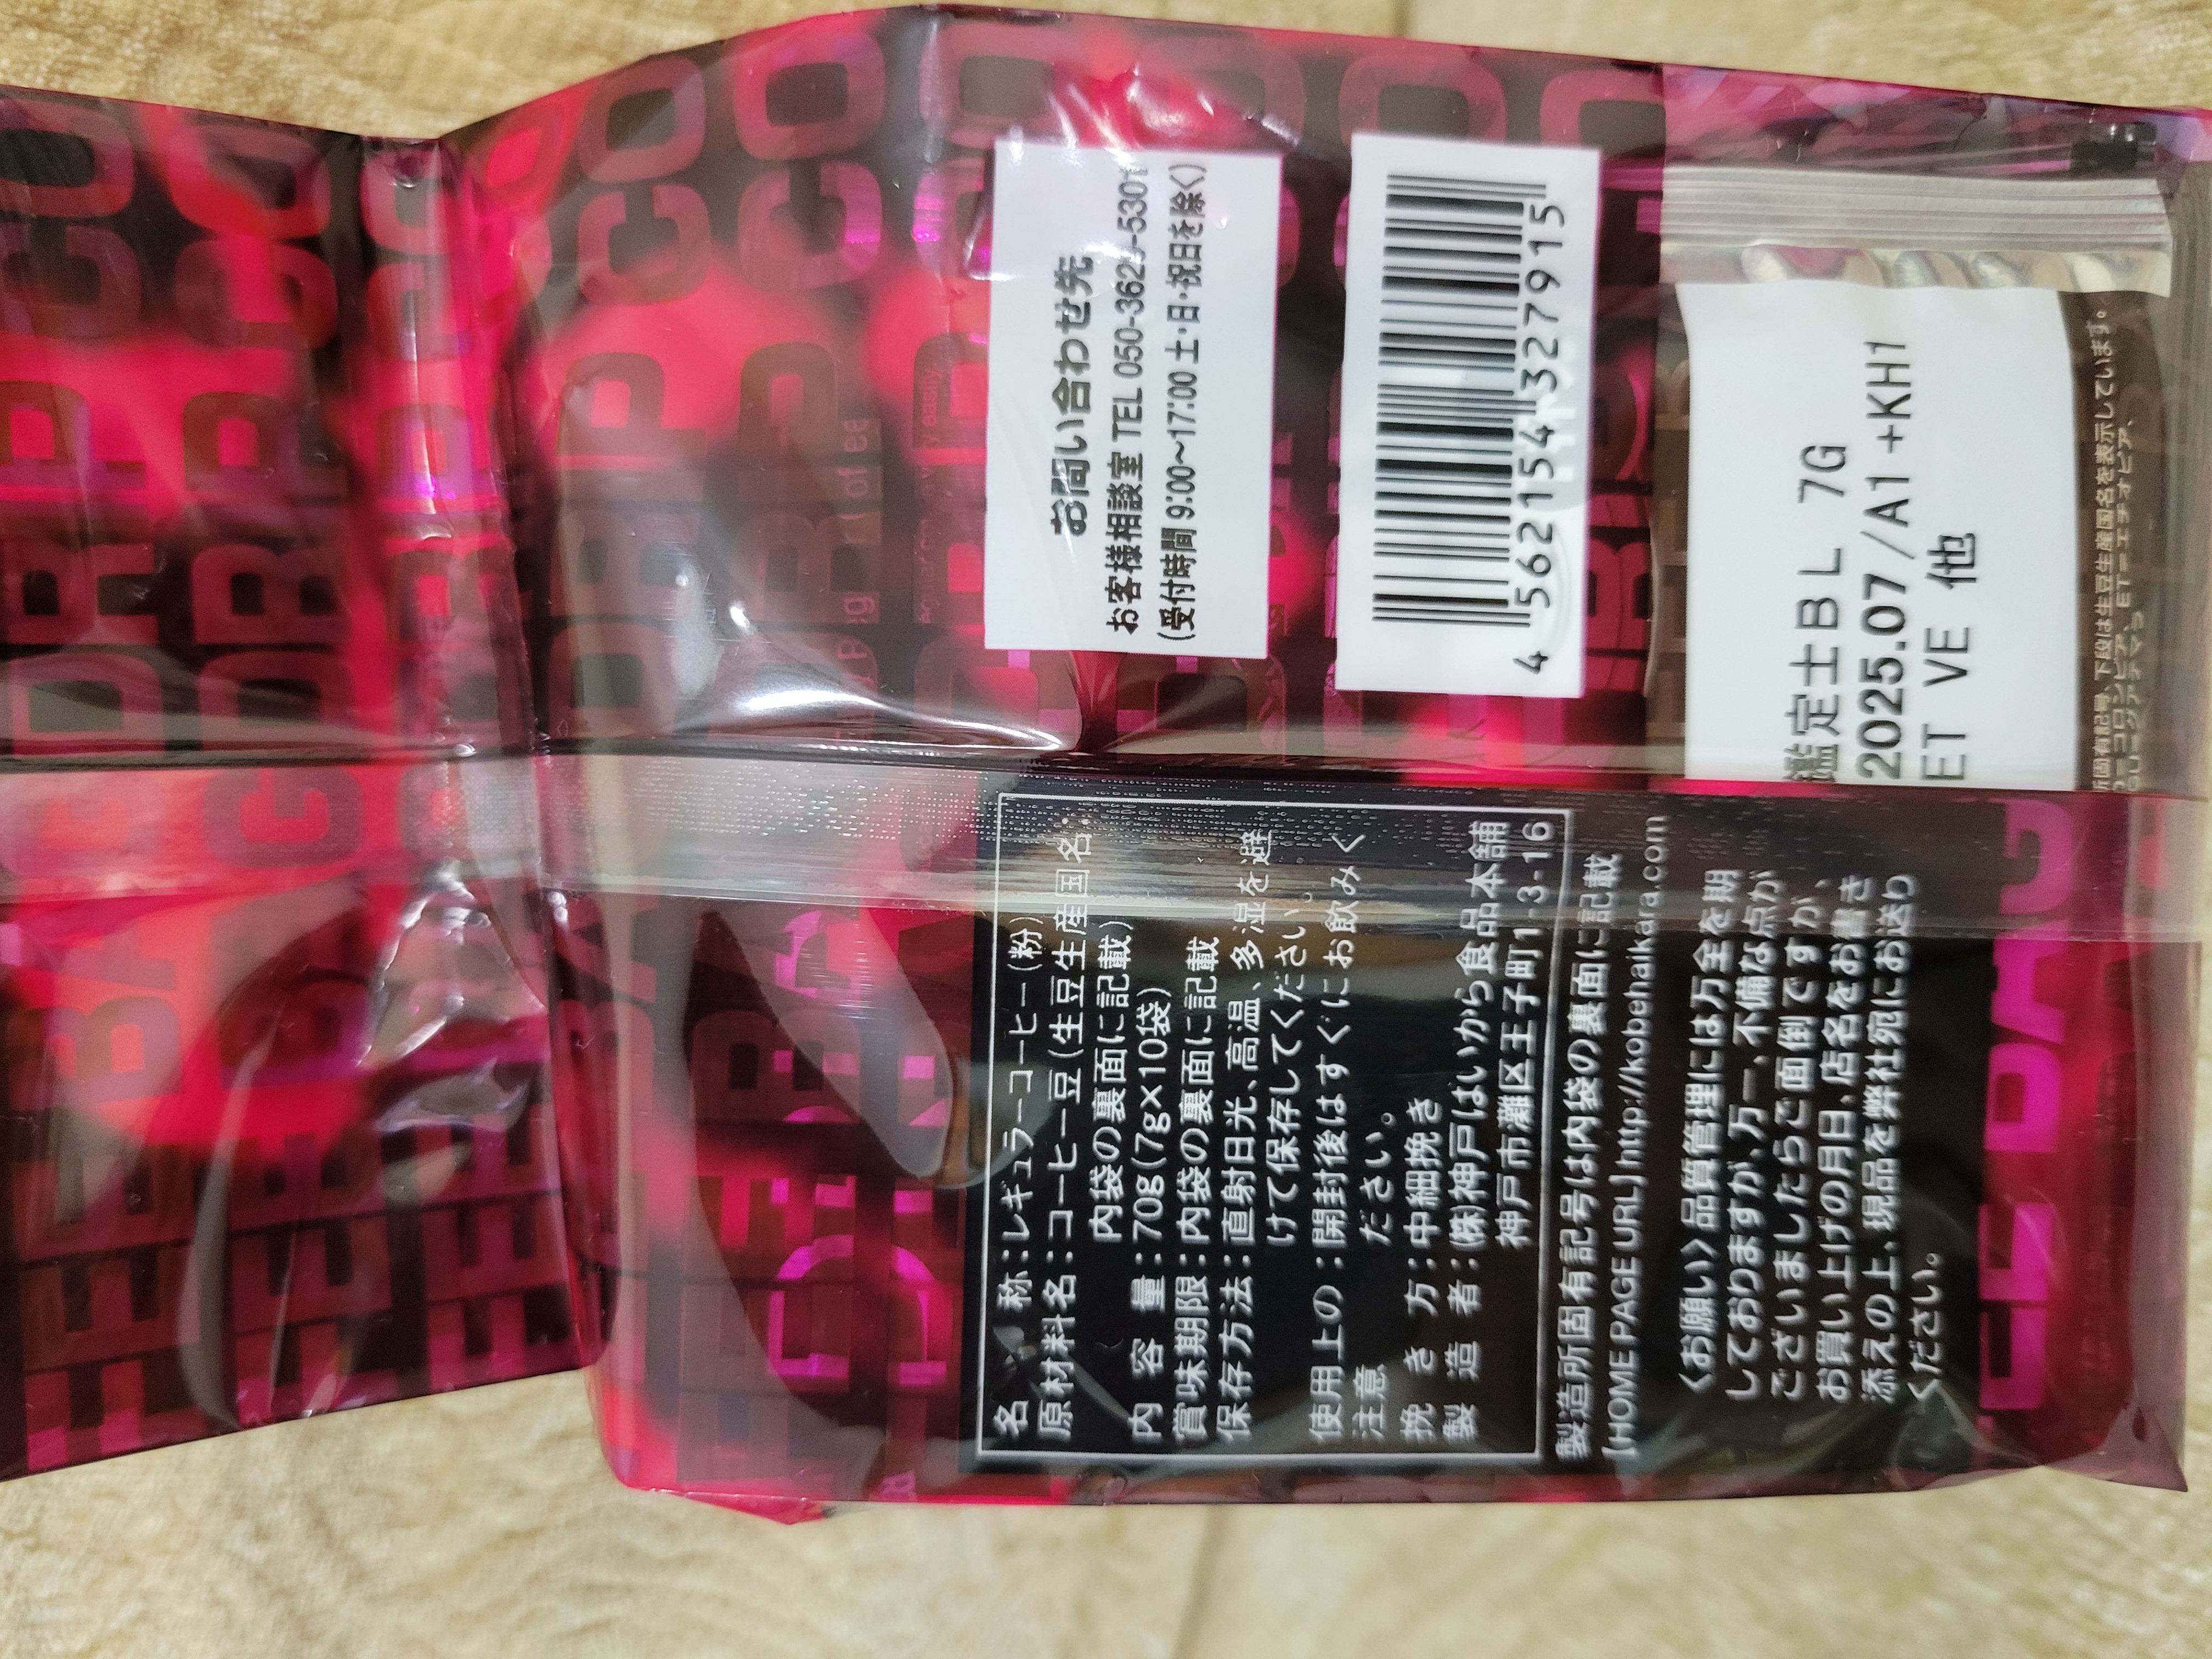 お問い合わせ先
お客様相談室 TEL 050-3629-5301
(受付時間 9:00~17:00 土・日・祝日を除く)
4 562154 327915
鑑定士BL 7G
2025.07/A1+KH1
ET VE 他
名 称:レギュラーコーヒー(粉)
原材料名:コーヒー豆(生豆生産国名、
内袋の裏面に記載)
内 容 量:70g(7g×10袋)
賞味期限:内袋の裏面に記載
保存方法:直射日光、高温、多湿を避
けて保存してください。
使用上の:開封後はすぐにお飲みく
注意 ださい。
挽 き 方:中細挽き
製 造 者:(株)神戸はいから食品本舗
神戸市灘区王子町1-3-16
製造所固有記号は内袋の裏面に記載
[HOME PAGE URL]http://kobehaikara.com
〈お願い〉品質管理には万全を期
しておりますが、万一、不備な点が
ございましたらご面倒ですが、
お買い上げの月日、店名をお書き
添えの上、現品を弊社宛にお送り
ください。